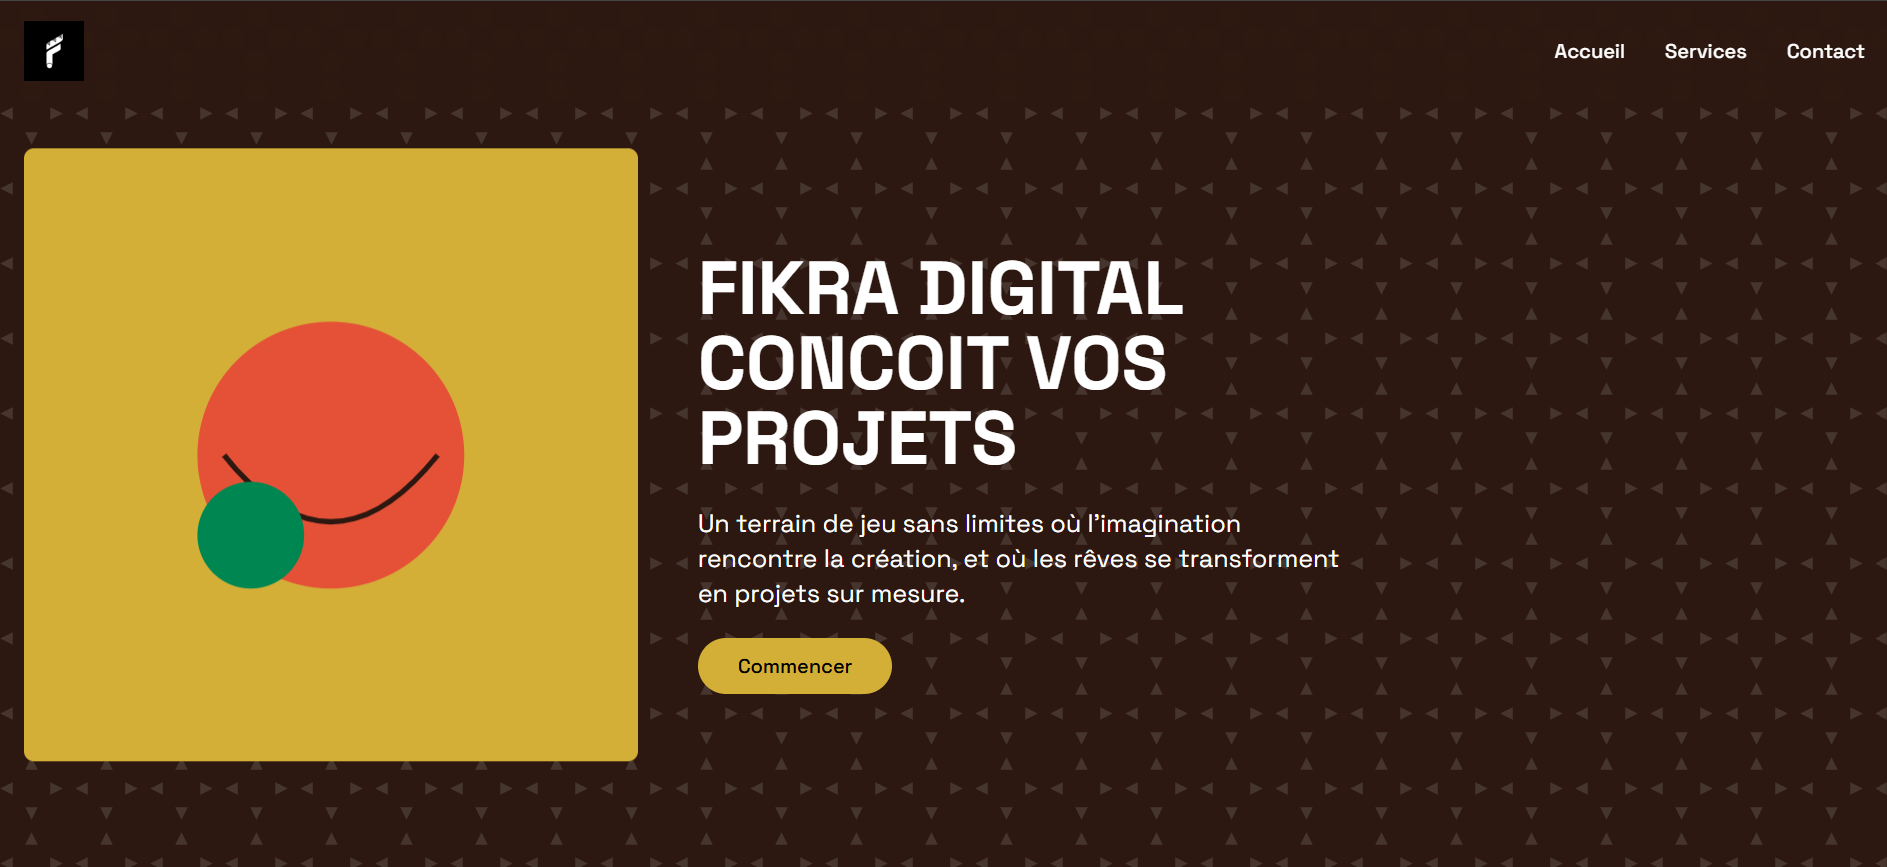 Accueil Services Contact
FIKRA DIGITAL
CONCOIT VOS
PROJETS
Un terrain de jeu sans limites où l’imagination
rencontre la création, et où les rêves se transforment
en projets sur mesure.
Commencer